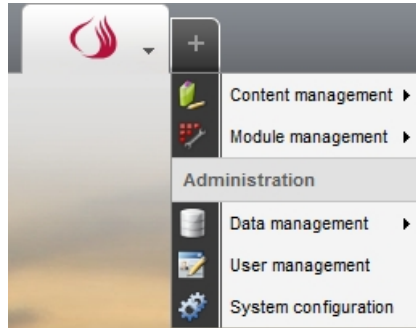 Content management
Module management
Administration
Data management
User management
System configuration